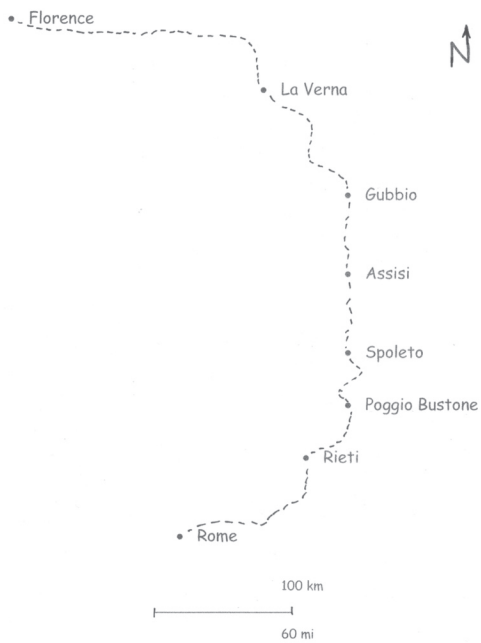 Florence
N
La Verna
Gubbio
Assisi
Spoleto
Poggio Bustone
Rieti
Rome
100 km
60 mi